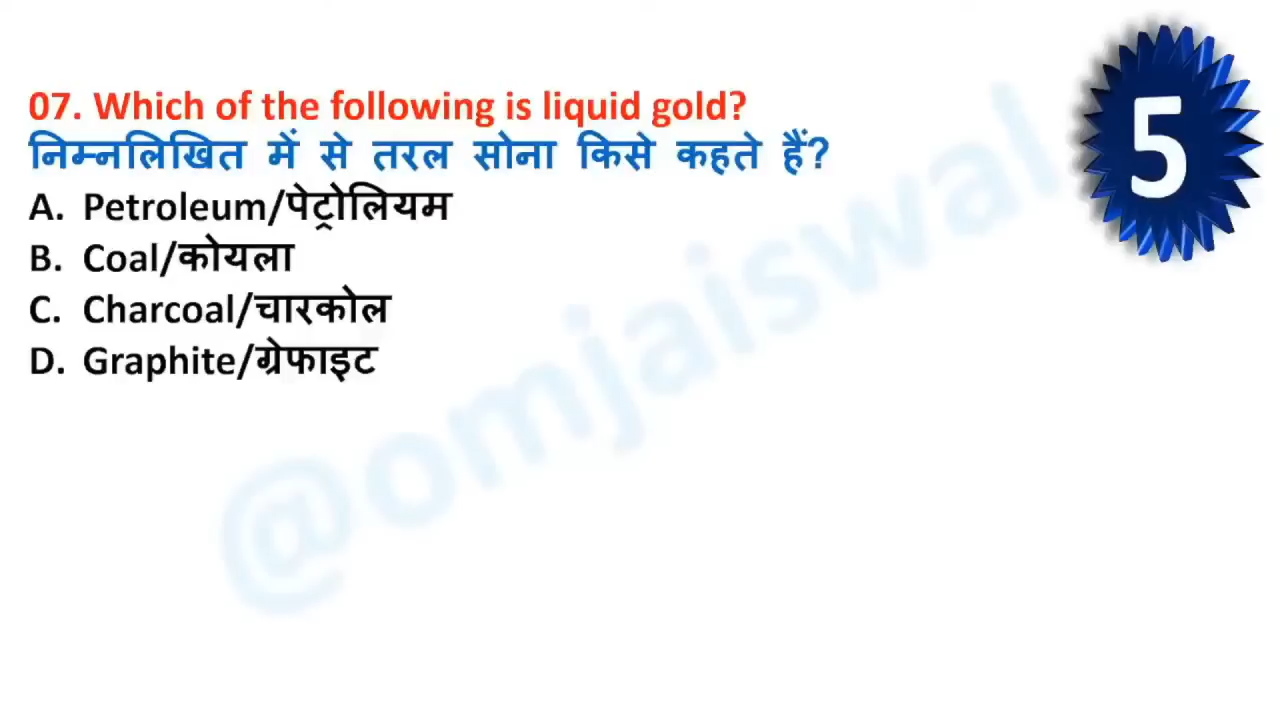 07. Which of the following is liquid gold?
निम्नलिखित में से तरल सोना किसे कहते हैं?
A. Petroleum/पेट्रोलियम
B. Coal/कोयला
C. Charcoal/चारकोल
D. Graphite/ग्रेफाइट
5
@omjaiswal